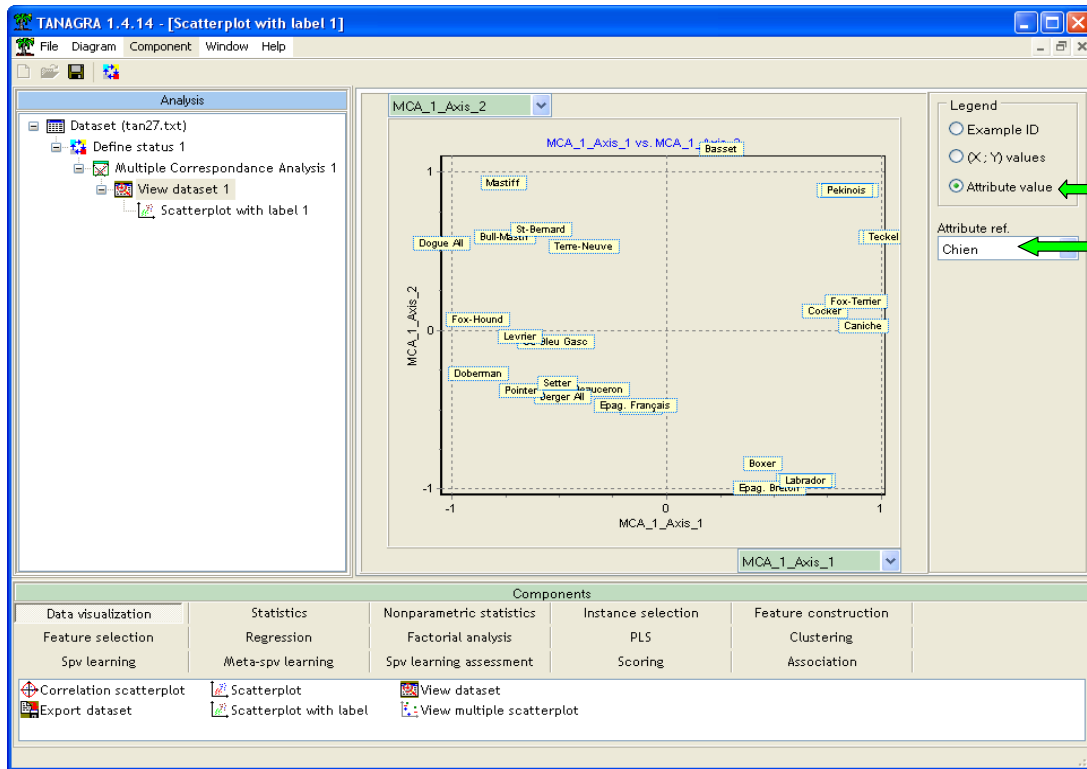 TANAGRA 1.4.14 - [Scatterplot with label 1]
File Diagram Component Window Help
Analysis
Dataset (tan27.txt)
Define status 1
Multiple Correspondance Analysis 1
View dataset 1
Scatterplot with label 1
MCA_1_Axis_2
MCA_1_Axis_1 vs. MCA_1_Axis_2
Basset
Mastiff
Pekinois
St-Bernard
Bull-Mastif
Teckel
Dogue All
Terre-Neuve
Fox-Terrier
Cocker
Fox-Hound
Caniche
Levrier
Bleu Gasc
Doberman
Setter
Pointer
Epag. Français
Boxer
Labrador
Epag. Breton
1
0
-1
MCA_1_Axis_2
-1 0 1
MCA_1_Axis_1
MCA_1_Axis_1
Legend
Example ID
(X ; Y) values
Attribute value
Attribute ref.
Chien
Components
Data visualization Statistics Nonparametric statistics Instance selection Feature construction
Feature selection Regression Factorial analysis PLS Clustering
Spv learning Meta-spv learning Spv learning assessment Scoring Association
Correlation scatterplot Scatterplot View dataset
Export dataset Scatterplot with label View multiple scatterplot